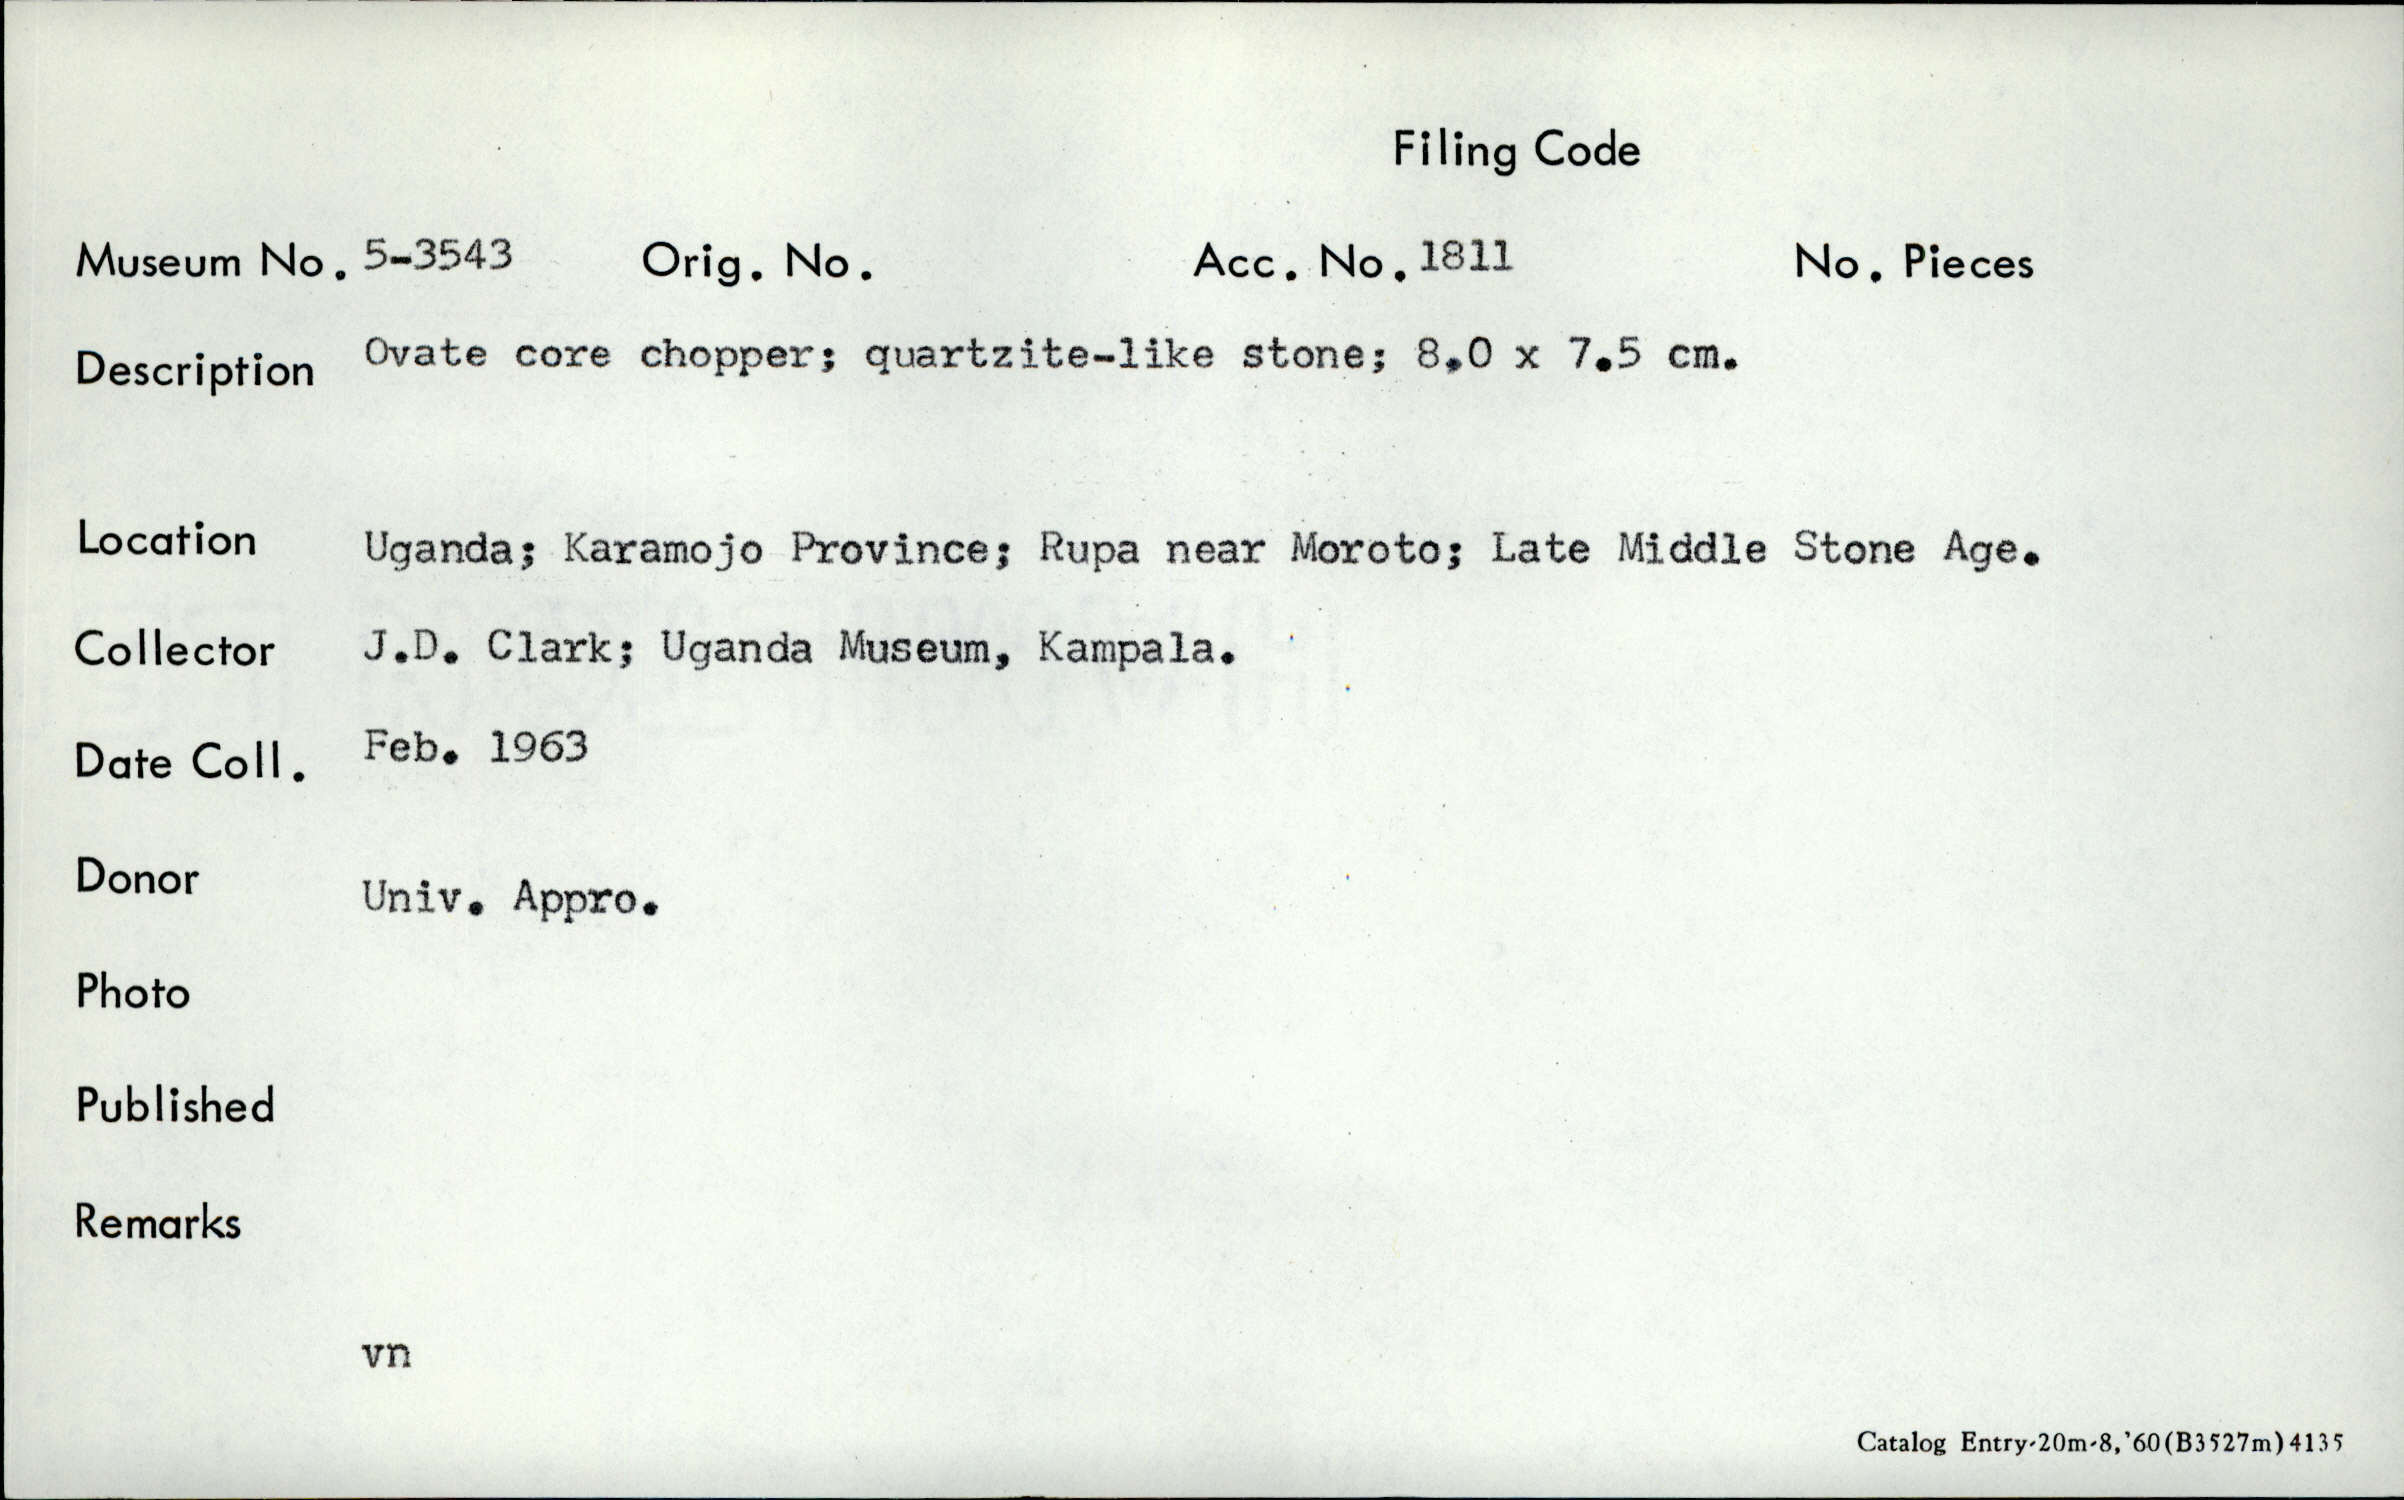 Filing Code
Museum No. 5-3543 Orig. No. Acc. No. 1811 No. Pieces
Description Ovate core chopper; quartzite-like stone; 8.0 x 7.5 cm.
Location Uganda; Karamojo Province; Rupa near Moroto; Late Middle Stone Age.
Collector J.D. Clark; Uganda Museum, Kampala.
Date Coll. Feb. 1963
Donor Univ. Appro.
Photo
Published
Remarks
vn
Catalog Entry-20m-8,'60(B3527m)4135